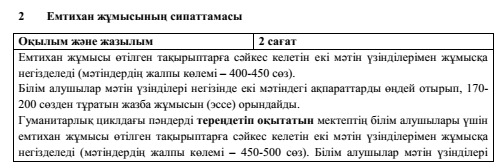 2 Емтихан жұмысының сипаттамасы
Оқылым және жазылым 2 сағат
Емтихан жұмысы өтілген тақырыптарға сәйкес келетін екі мәтін үзінділерімен жұмысқа
негізделеді (мәтіндердің жалпы көлемі – 400-450 сөз).
Білім алушылар мәтін үзінділері негізінде екі мәтіндегі ақпараттарды өңдей отырып, 170-
200 сөзден тұратын жазба жұмысын (эссе) орындайды.
Гуманитарлық циклдағы пәндерді тереңдетіп оқытатын мектептің білім алушылары үшін
емтихан жұмысы өтілген тақырыптарға сәйкес келетін екі мәтін үзінділерімен жұмысқа
негізделеді (мәтіндердің жалпы көлемі – 450-500 сөз). Білім алушылар мәтін үзінділері